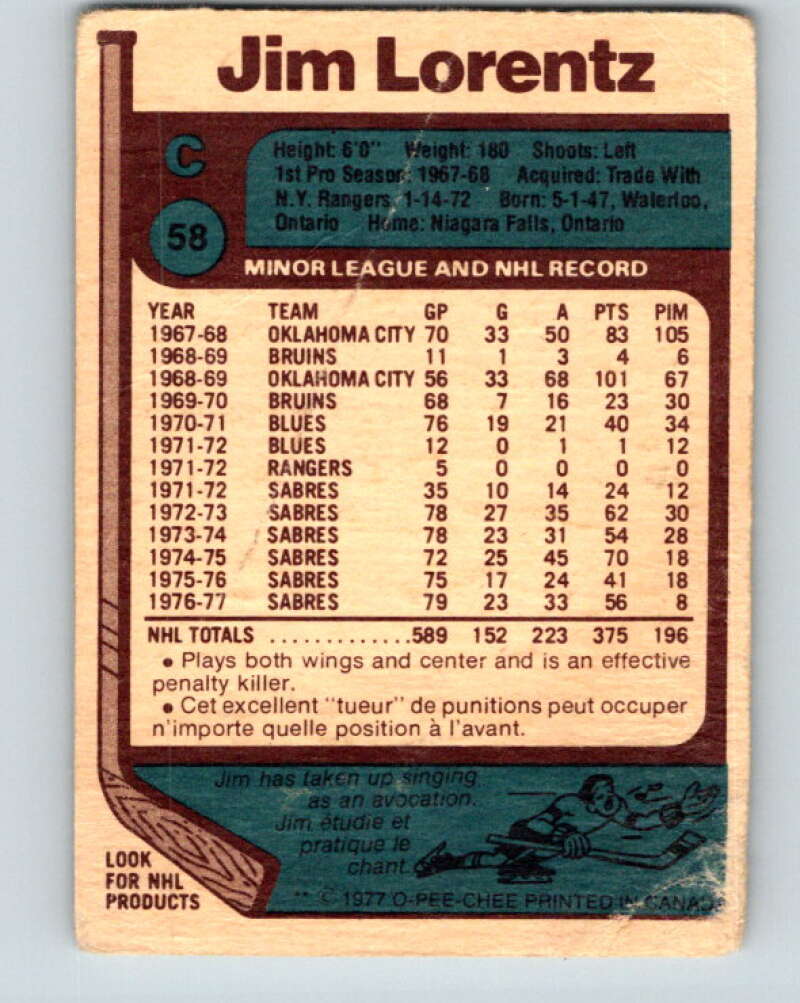 Jim Lorentz
C
58
Height: 6'0" Weight: 180 Shoots: Left
1st Pro Season: 1967-68 Acquired: Trade With
N.Y. Rangers, 1-14-72 Born: 5-1-47, Waterloo,
Ontario Home: Niagara Falls, Ontario
MINOR LEAGUE AND NHL RECORD
YEAR TEAM GP G A PTS PIM
1967-68 OKLAHOMA CITY 70 33 50 83 105
1968-69 BRUINS 11 1 3 4 6
1968-69 OKLAHOMA CITY 56 33 68 101 67
1969-70 BRUINS 68 7 16 23 30
1970-71 BLUES 76 19 21 40 34
1971-72 BLUES 12 0 1 1 12
1971-72 RANGERS 5 0 0 0 0
1971-72 SABRES 35 10 14 24 12
1972-73 SABRES 78 27 35 62 30
1973-74 SABRES 78 23 31 54 28
1974-75 SABRES 72 25 45 70 18
1975-76 SABRES 75 17 24 41 18
1976-77 SABRES 79 23 33 56 8
NHL TOTALS .............589 152 223 375 196
• Plays both wings and center and is an effective
penalty killer.
• Cet excellent "tueur" de punitions peut occuper
n'importe quelle position à l'avant.
Jim has taken up singing
as an avocation.
Jim étudie et
pratique le
chant.
LOOK
FOR NHL
PRODUCTS
** © 1977 O-PEE-CHEE PRINTED IN CANADA